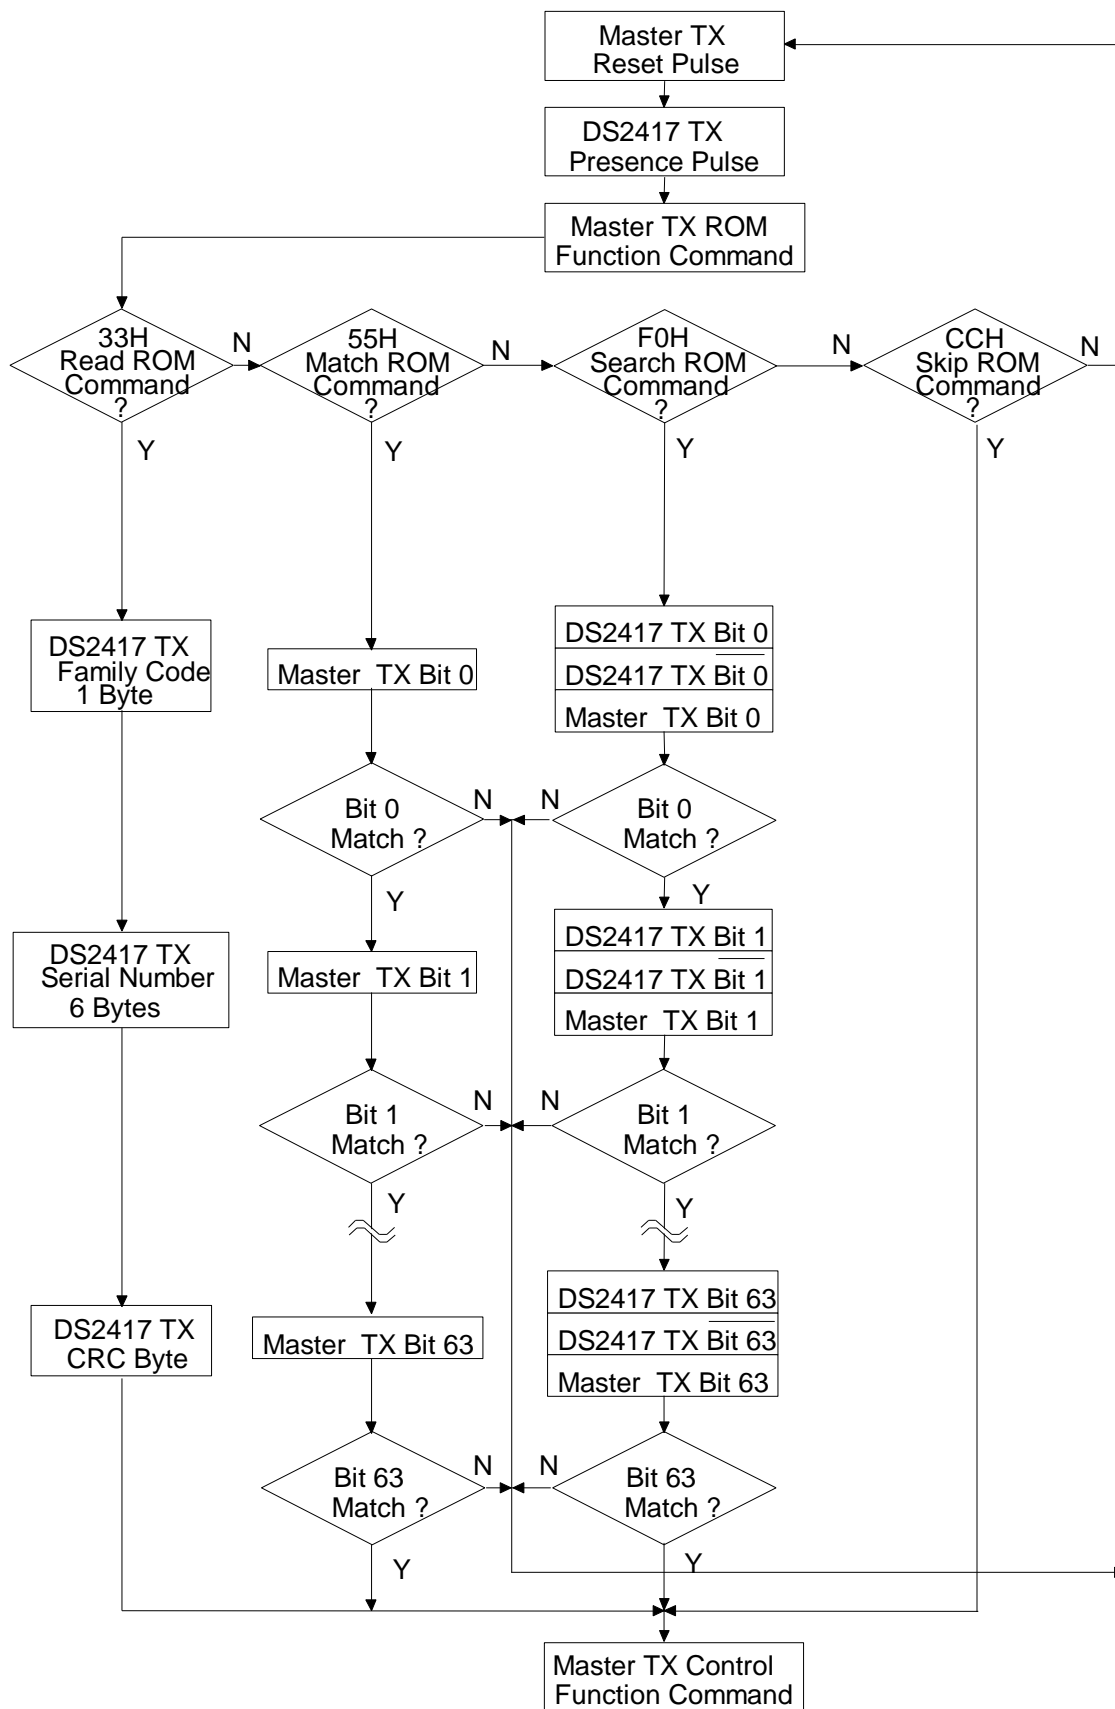 Master TX
Reset Pulse
DS2417 TX
Presence Pulse
Master TX ROM
Function Command
33H
Read ROM
Command
?
N
Y
55H
Match ROM
Command
?
N
Y
F0H
Search ROM
Command
?
N
Y
CCH
Skip ROM
Command
?
N
Y
DS2417 TX
Family Code
1 Byte
DS2417 TX
Serial Number
6 Bytes
DS2417 TX
CRC Byte
Master TX Bit 0
Bit 0
Match ?
N
Y
Master TX Bit 1
Bit 1
Match ?
N
Y
Master TX Bit 63
Bit 63
Match ?
N
Y
DS2417 TX Bit 0
DS2417 TX B̅i̅t̅ ̅0̅
Master TX Bit 0
N
Bit 0
Match ?
Y
DS2417 TX Bit 1
DS2417 TX B̅i̅t̅ ̅1̅
Master TX Bit 1
N
Bit 1
Match ?
Y
DS2417 TX Bit 63
DS2417 TX B̅i̅t̅ ̅6̅3̅
Master TX Bit 63
N
Bit 63
Match ?
Y
Master TX Control
Function Command